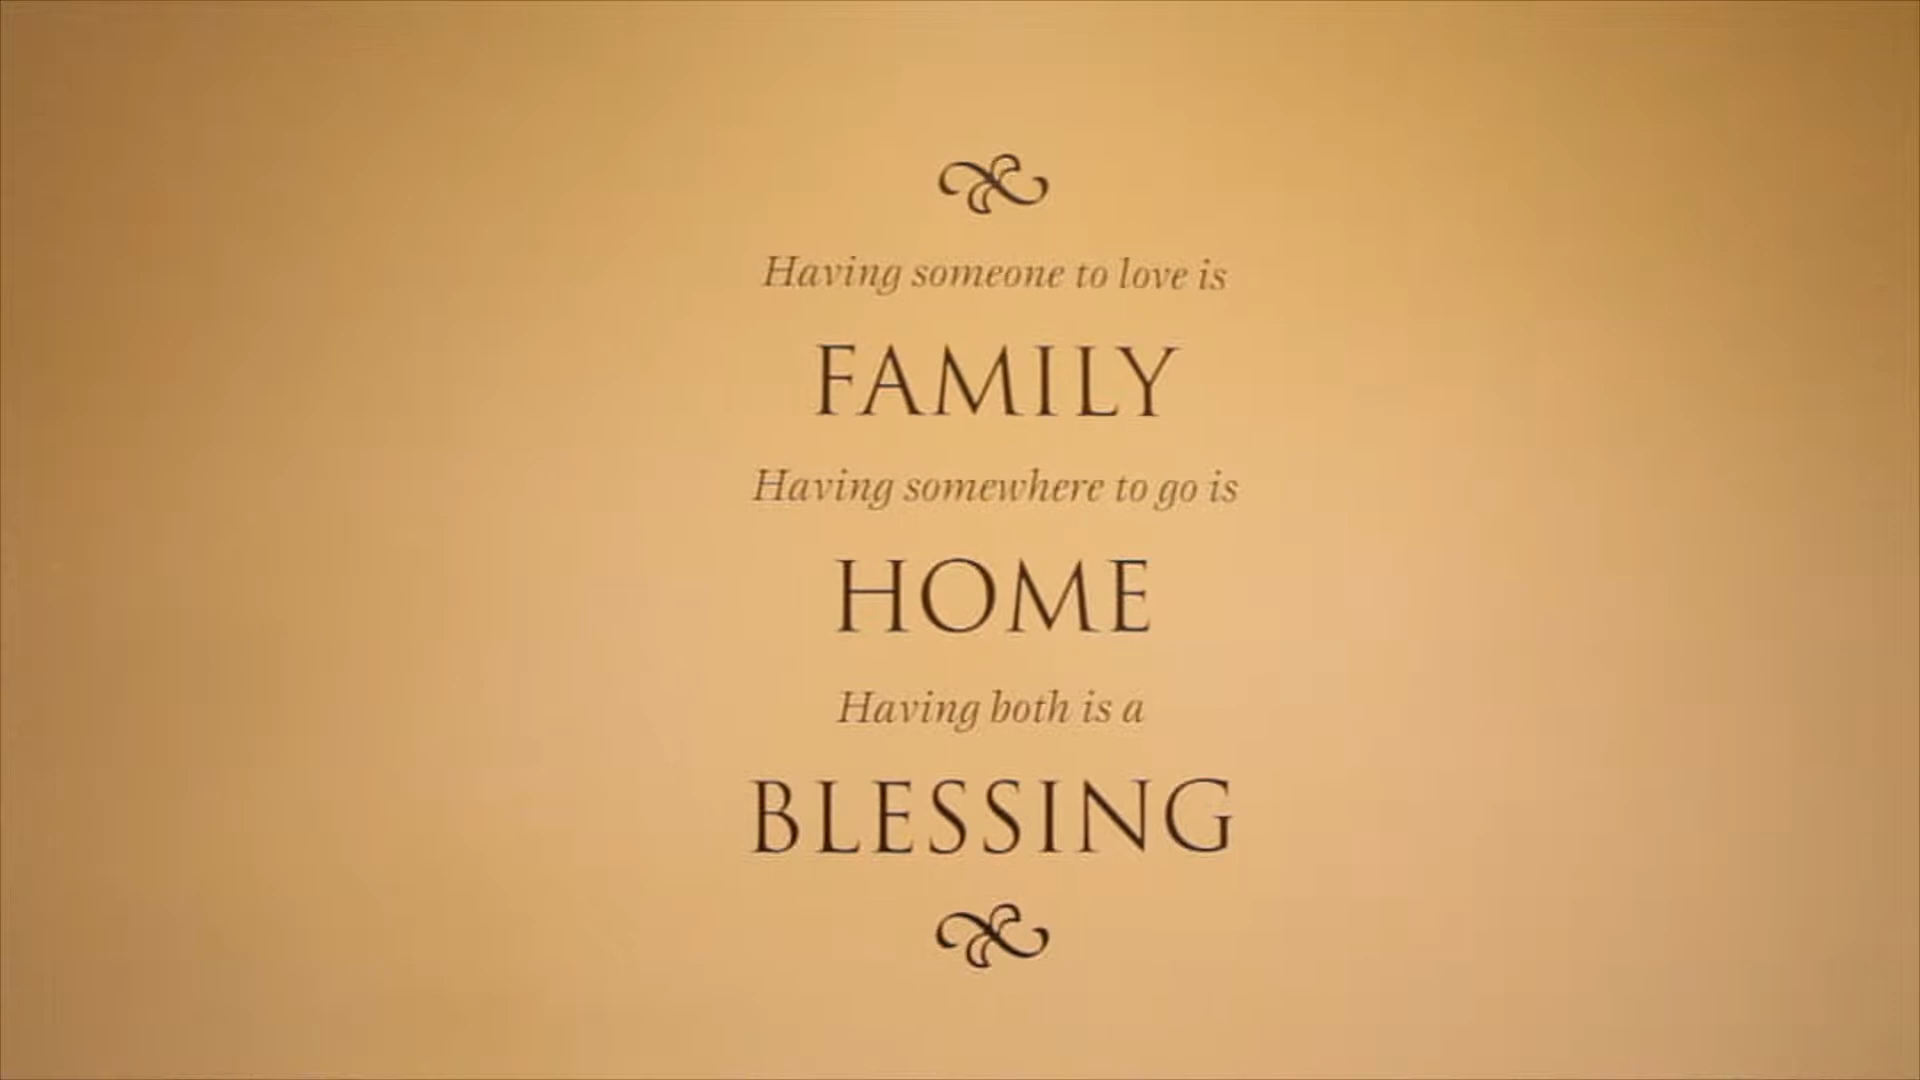 Having someone to love is
FAMILY
Having somewhere to go is
HOME
Having both is a
BLESSING